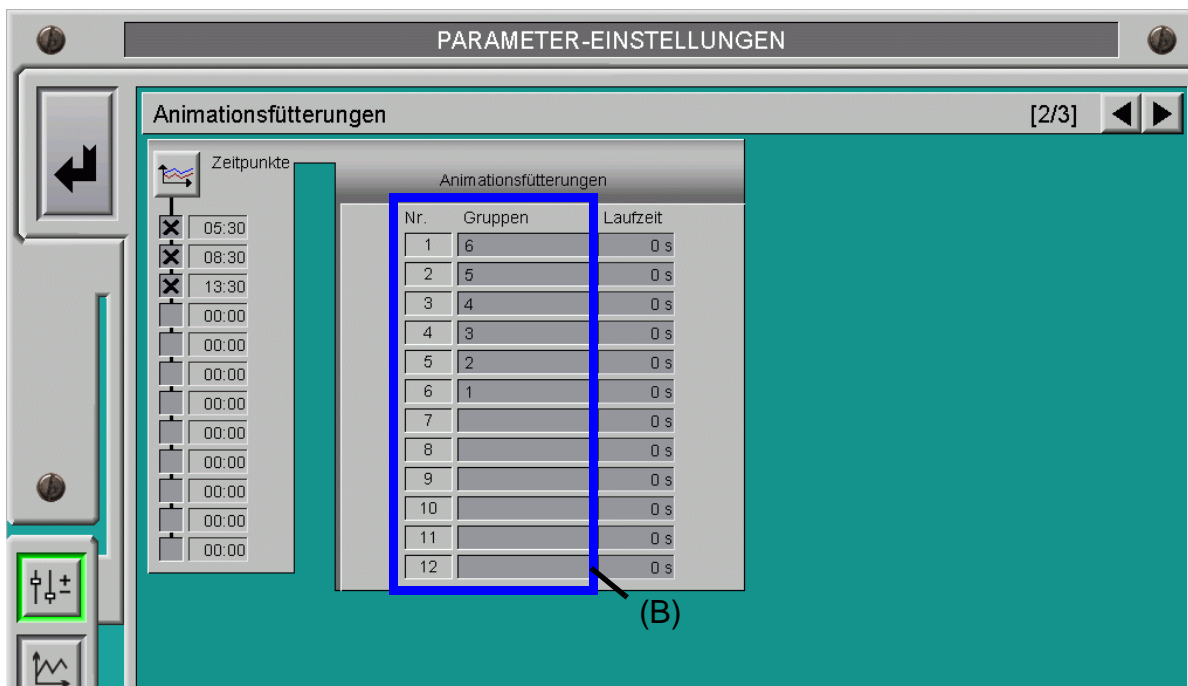 PARAMETER-EINSTELLUNGEN
Animationsfütterungen [2/3]
Zeitpunkte
05:30
08:30
13:30
00:00
00:00
00:00
00:00
00:00
00:00
00:00
00:00
00:00
Animationsfütterungen
Nr. Gruppen Laufzeit
1 6 0 s
2 5 0 s
3 4 0 s
4 3 0 s
5 2 0 s
6 1 0 s
7 0 s
8 0 s
9 0 s
10 0 s
11 0 s
12 0 s
(B)